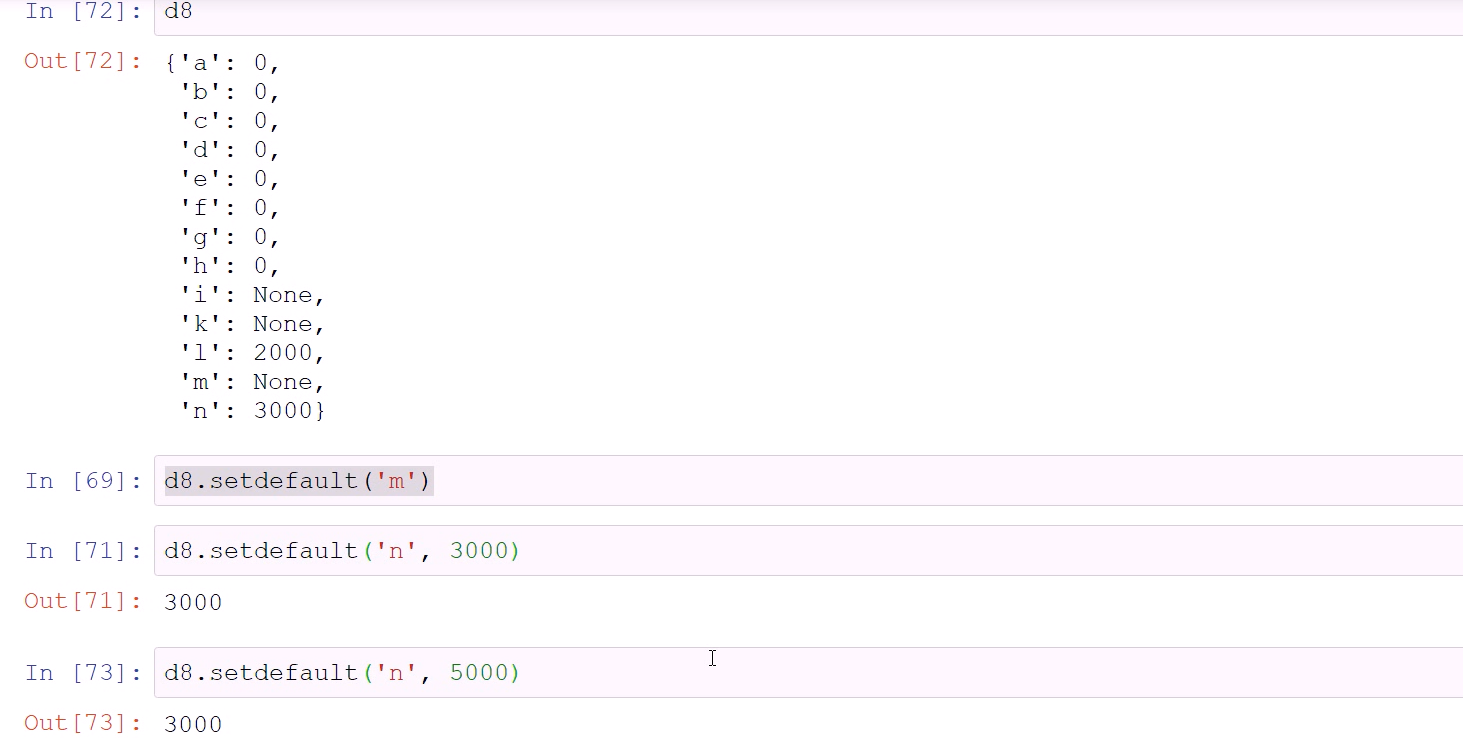 In [72]: d8
Out[72]: {'a': 0,
'b': 0,
'c': 0,
'd': 0,
'e': 0,
'f': 0,
'g': 0,
'h': 0,
'i': None,
'k': None,
'l': 2000,
'm': None,
'n': 3000}
In [69]: d8.setdefault('m')
In [71]: d8.setdefault('n', 3000)
Out[71]: 3000
In [73]: d8.setdefault('n', 5000)
Out[73]: 3000